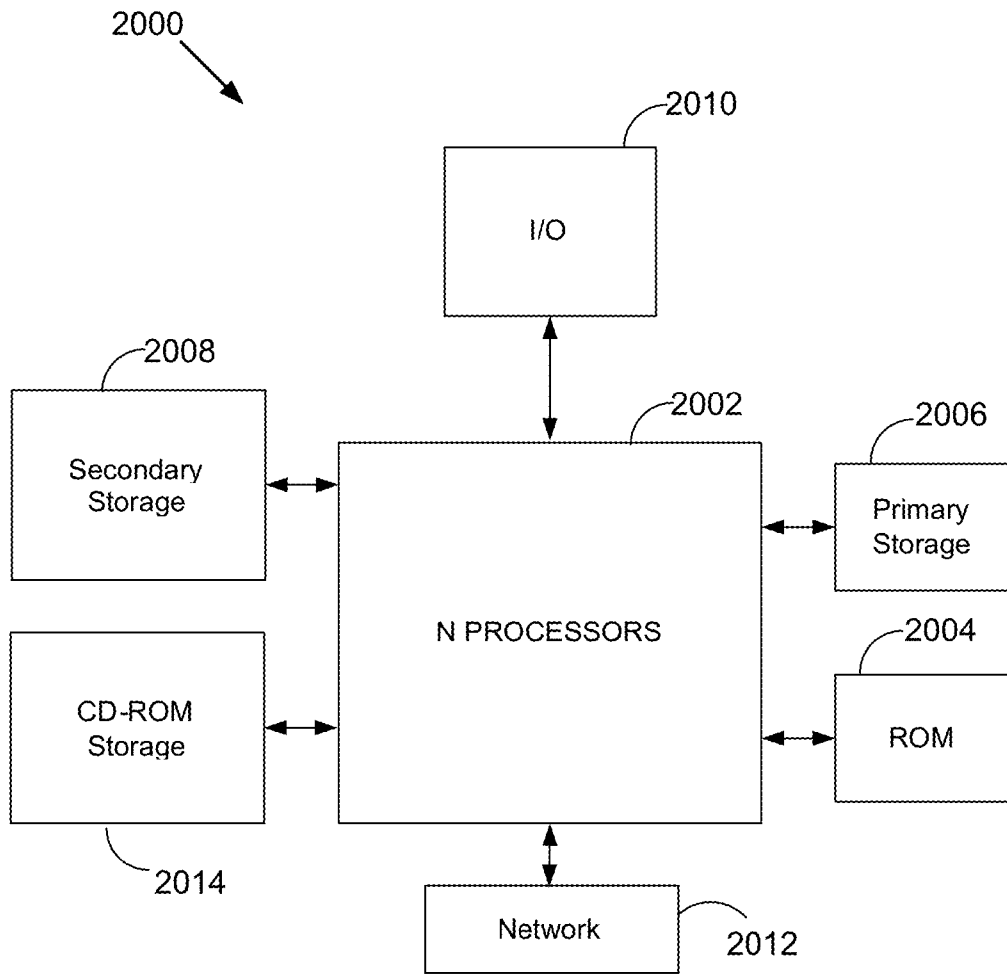 2000
2010
I/O
2008
2002
2006
Secondary
Storage
Primary
Storage
N PROCESSORS
2004
CD-ROM
Storage
ROM
2014
Network
2012